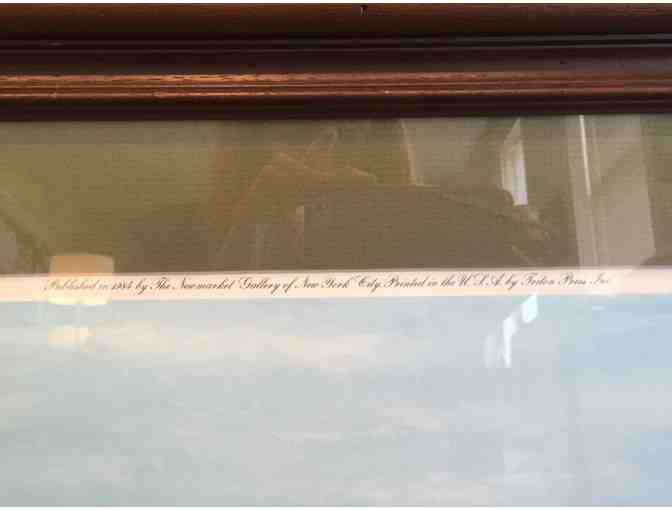 Published in 1984 by The Newmarket Gallery of New York City. Printed in the U.S.A. by Triton Press Inc.